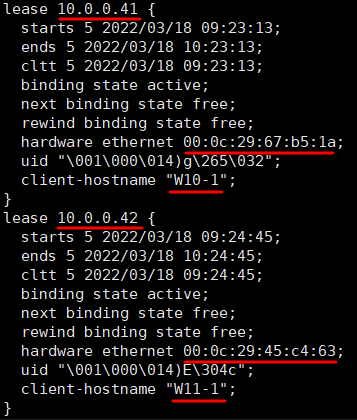 lease 10.0.0.41 {
  starts 5 2022/03/18 09:23:13;
  ends 5 2022/03/18 10:23:13;
  cltt 5 2022/03/18 09:23:13;
  binding state active;
  next binding state free;
  rewind binding state free;
  hardware ethernet 00:0c:29:67:b5:1a;
  uid "\001\000\014)g\265\032";
  client-hostname "W10-1";
}
lease 10.0.0.42 {
  starts 5 2022/03/18 09:24:45;
  ends 5 2022/03/18 10:24:45;
  cltt 5 2022/03/18 09:24:45;
  binding state active;
  next binding state free;
  rewind binding state free;
  hardware ethernet 00:0c:29:45:c4:63;
  uid "\001\000\014)E\304c";
  client-hostname "W11-1";
}